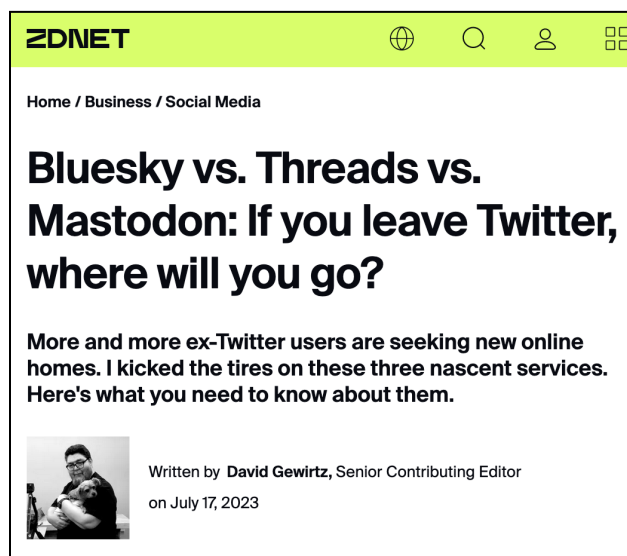 ZDNET
Home / Business / Social Media
Bluesky vs. Threads vs.
Mastodon: If you leave Twitter,
where will you go?
More and more ex-Twitter users are seeking new online
homes. I kicked the tires on these three nascent services.
Here's what you need to know about them.
Written by David Gewirtz, Senior Contributing Editor
on July 17, 2023